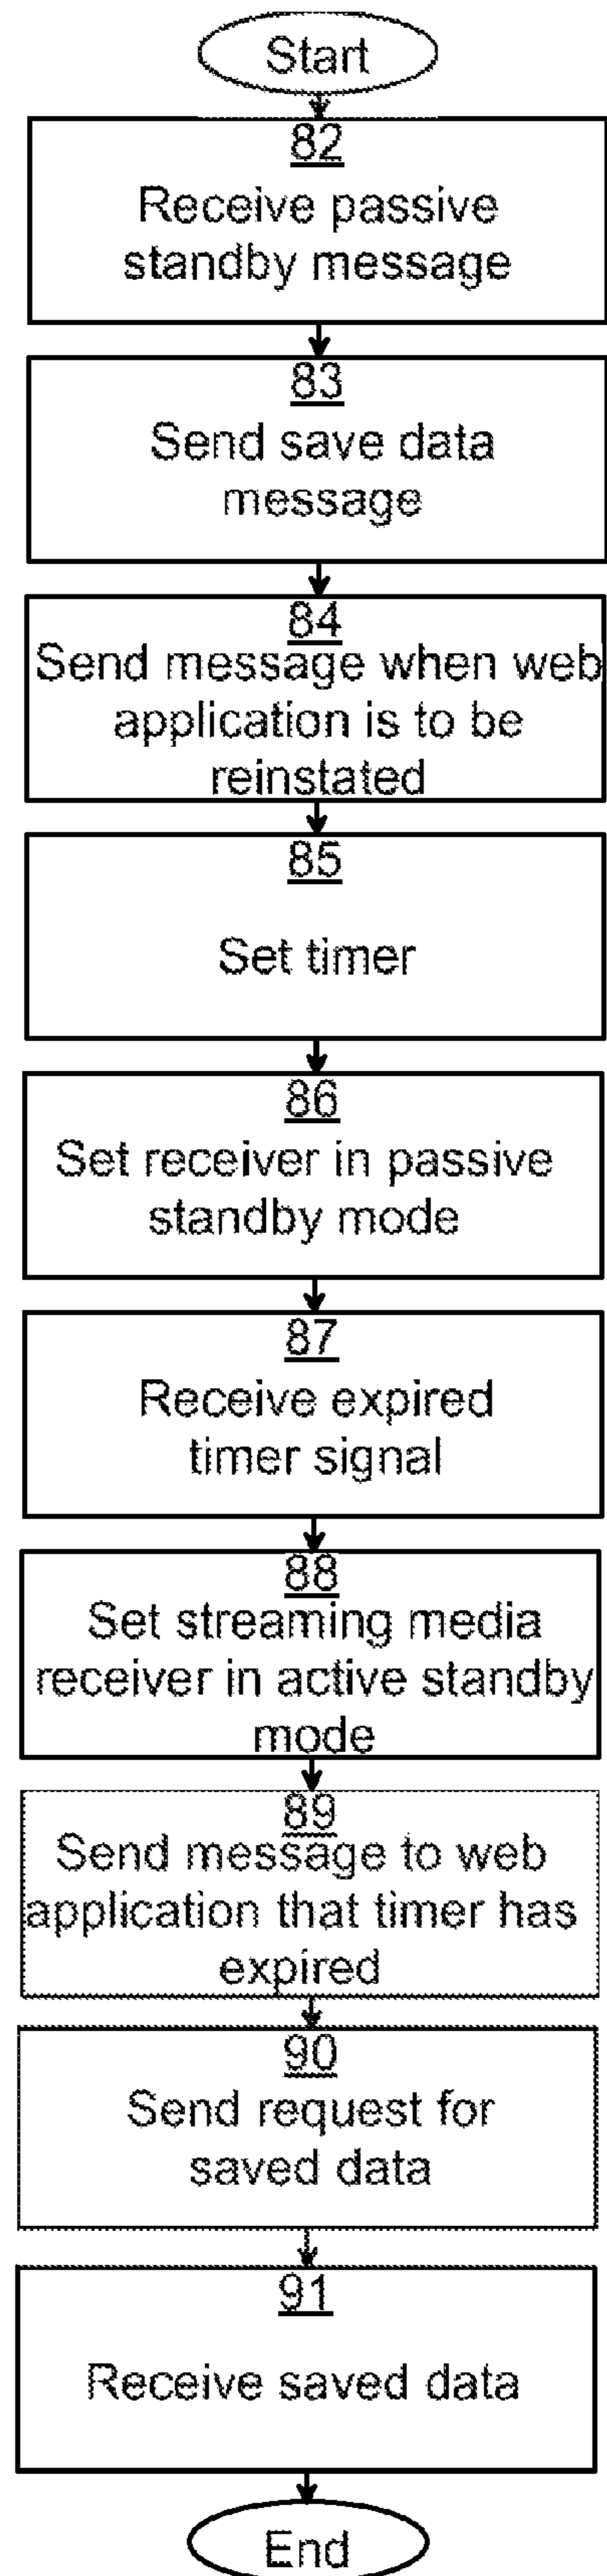 Start
82
Receive passive
standby message
83
Send save data
message
84
Send message when web
application is to be
reinstated
85
Set timer
86
Set receiver in passive
standby mode
87
Receive expired
timer signal
88
Set streaming media
receiver in active standby
mode
89
Send message to web
application that timer has
expired
90
Send request for
saved data
91
Receive saved data
End